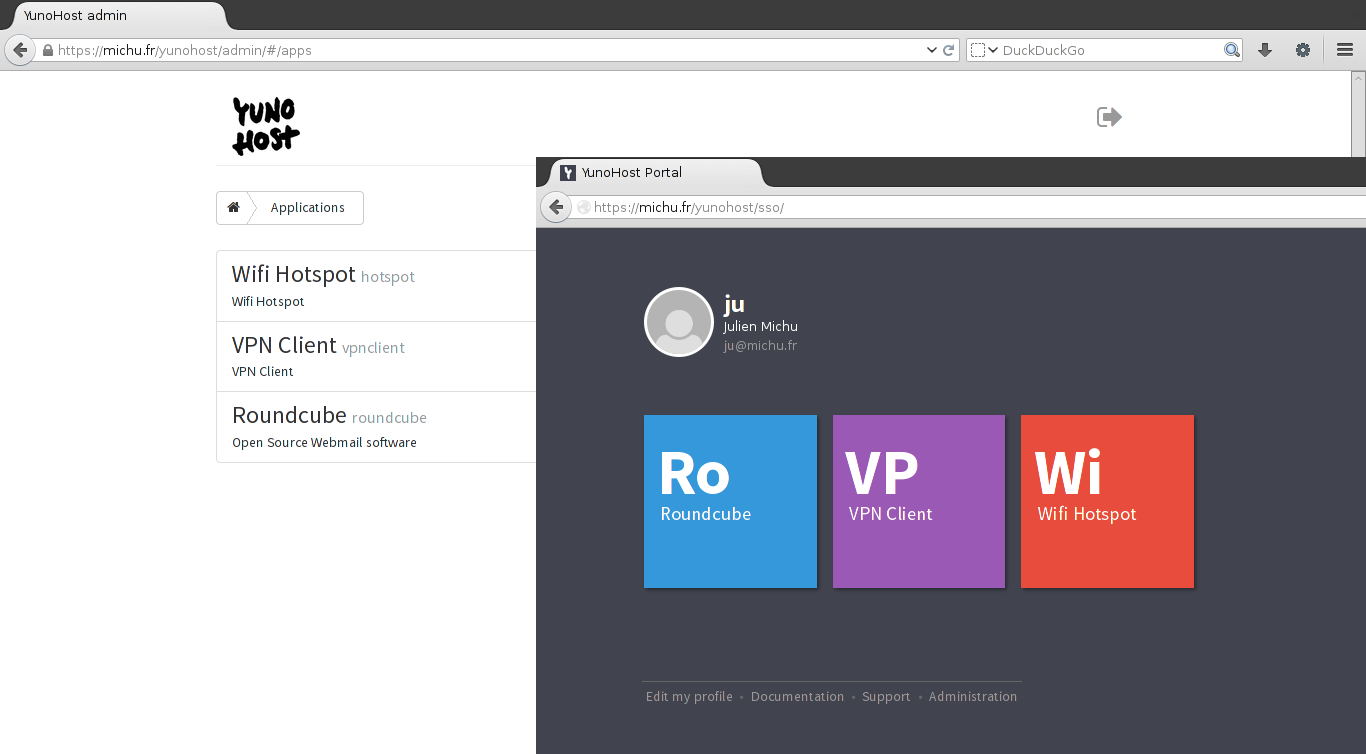 YunoHost admin
https://michu.fr/yunohost/admin/#/apps
DuckDuckGo
YUNO
HOST
Applications
Wifi Hotspot hotspot
Wifi Hotspot
VPN Client vpnclient
VPN Client
Roundcube roundcube
Open Source Webmail software
YunoHost Portal
https://michu.fr/yunohost/sso/
ju
Julien Michu
ju@michu.fr
Ro
Roundcube
VP
VPN Client
Wi
Wifi Hotspot
Edit my profile • Documentation • Support • Administration